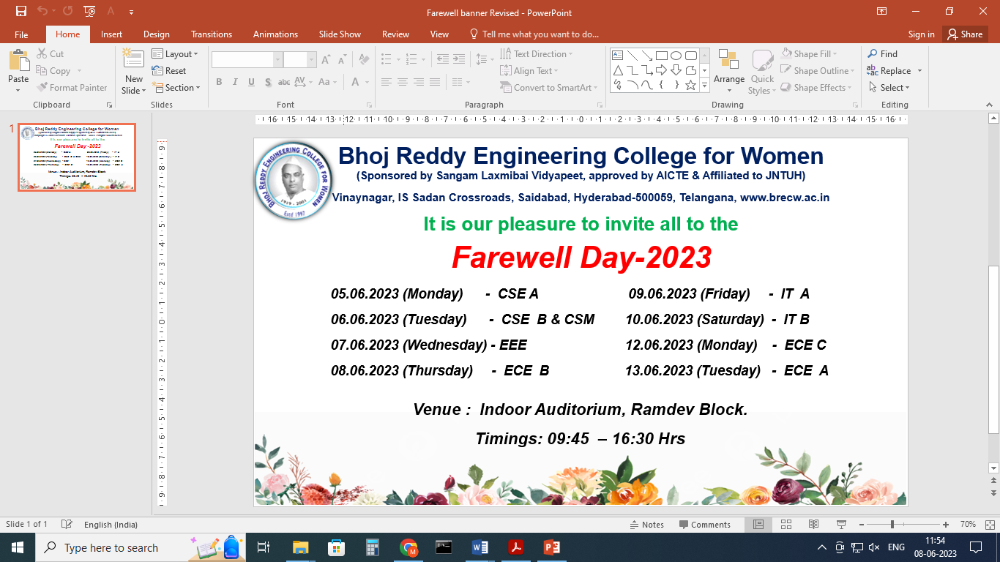 Farewell banner Revised - PowerPoint
File Home Insert Design Transitions Animations Slide Show Review View Tell me what you want to do... Sign in Share
Paste
Cut
Copy
Format Painter
Clipboard
New Slide
Layout
Reset
Section
Slides
B I U S abc AV Aa A
Font
Text Direction
Align Text
Convert to SmartArt
Paragraph
Arrange
Quick Styles
Shape Fill
Shape Outline
Shape Effects
Drawing
Find
Replace
Select
Editing
16 15 14 13 12 11 10 9 8 7 6 5 4 3 2 1 0 1 2 3 4 5 6 7 8 9 10 11 12 13 14 15 16
1
BHOJ REDDY ENGINEERING COLLEGE FOR WOMEN
1919 - 2001
Estd 1997
Bhoj Reddy Engineering College for Women
(Sponsored by Sangam Laxmibai Vidyapeet, approved by AICTE & Affiliated to JNTUH)
Vinaynagar, IS Sadan Crossroads, Saidabad, Hyderabad-500059, Telangana, www.brecw.ac.in
It is our pleasure to invite all to the
Farewell Day-2023
05.06.2023 (Monday) - CSE A 09.06.2023 (Friday) - IT A
06.06.2023 (Tuesday) - CSE B & CSM 10.06.2023 (Saturday) - IT B
07.06.2023 (Wednesday) - EEE 12.06.2023 (Monday) - ECE C
08.06.2023 (Thursday) - ECE B 13.06.2023 (Tuesday) - ECE A
Venue : Indoor Auditorium, Ramdev Block.
Timings: 09:45 – 16:30 Hrs
Slide 1 of 1 English (India) Notes Comments 70%
Type here to search
ENG
11:54
08-06-2023